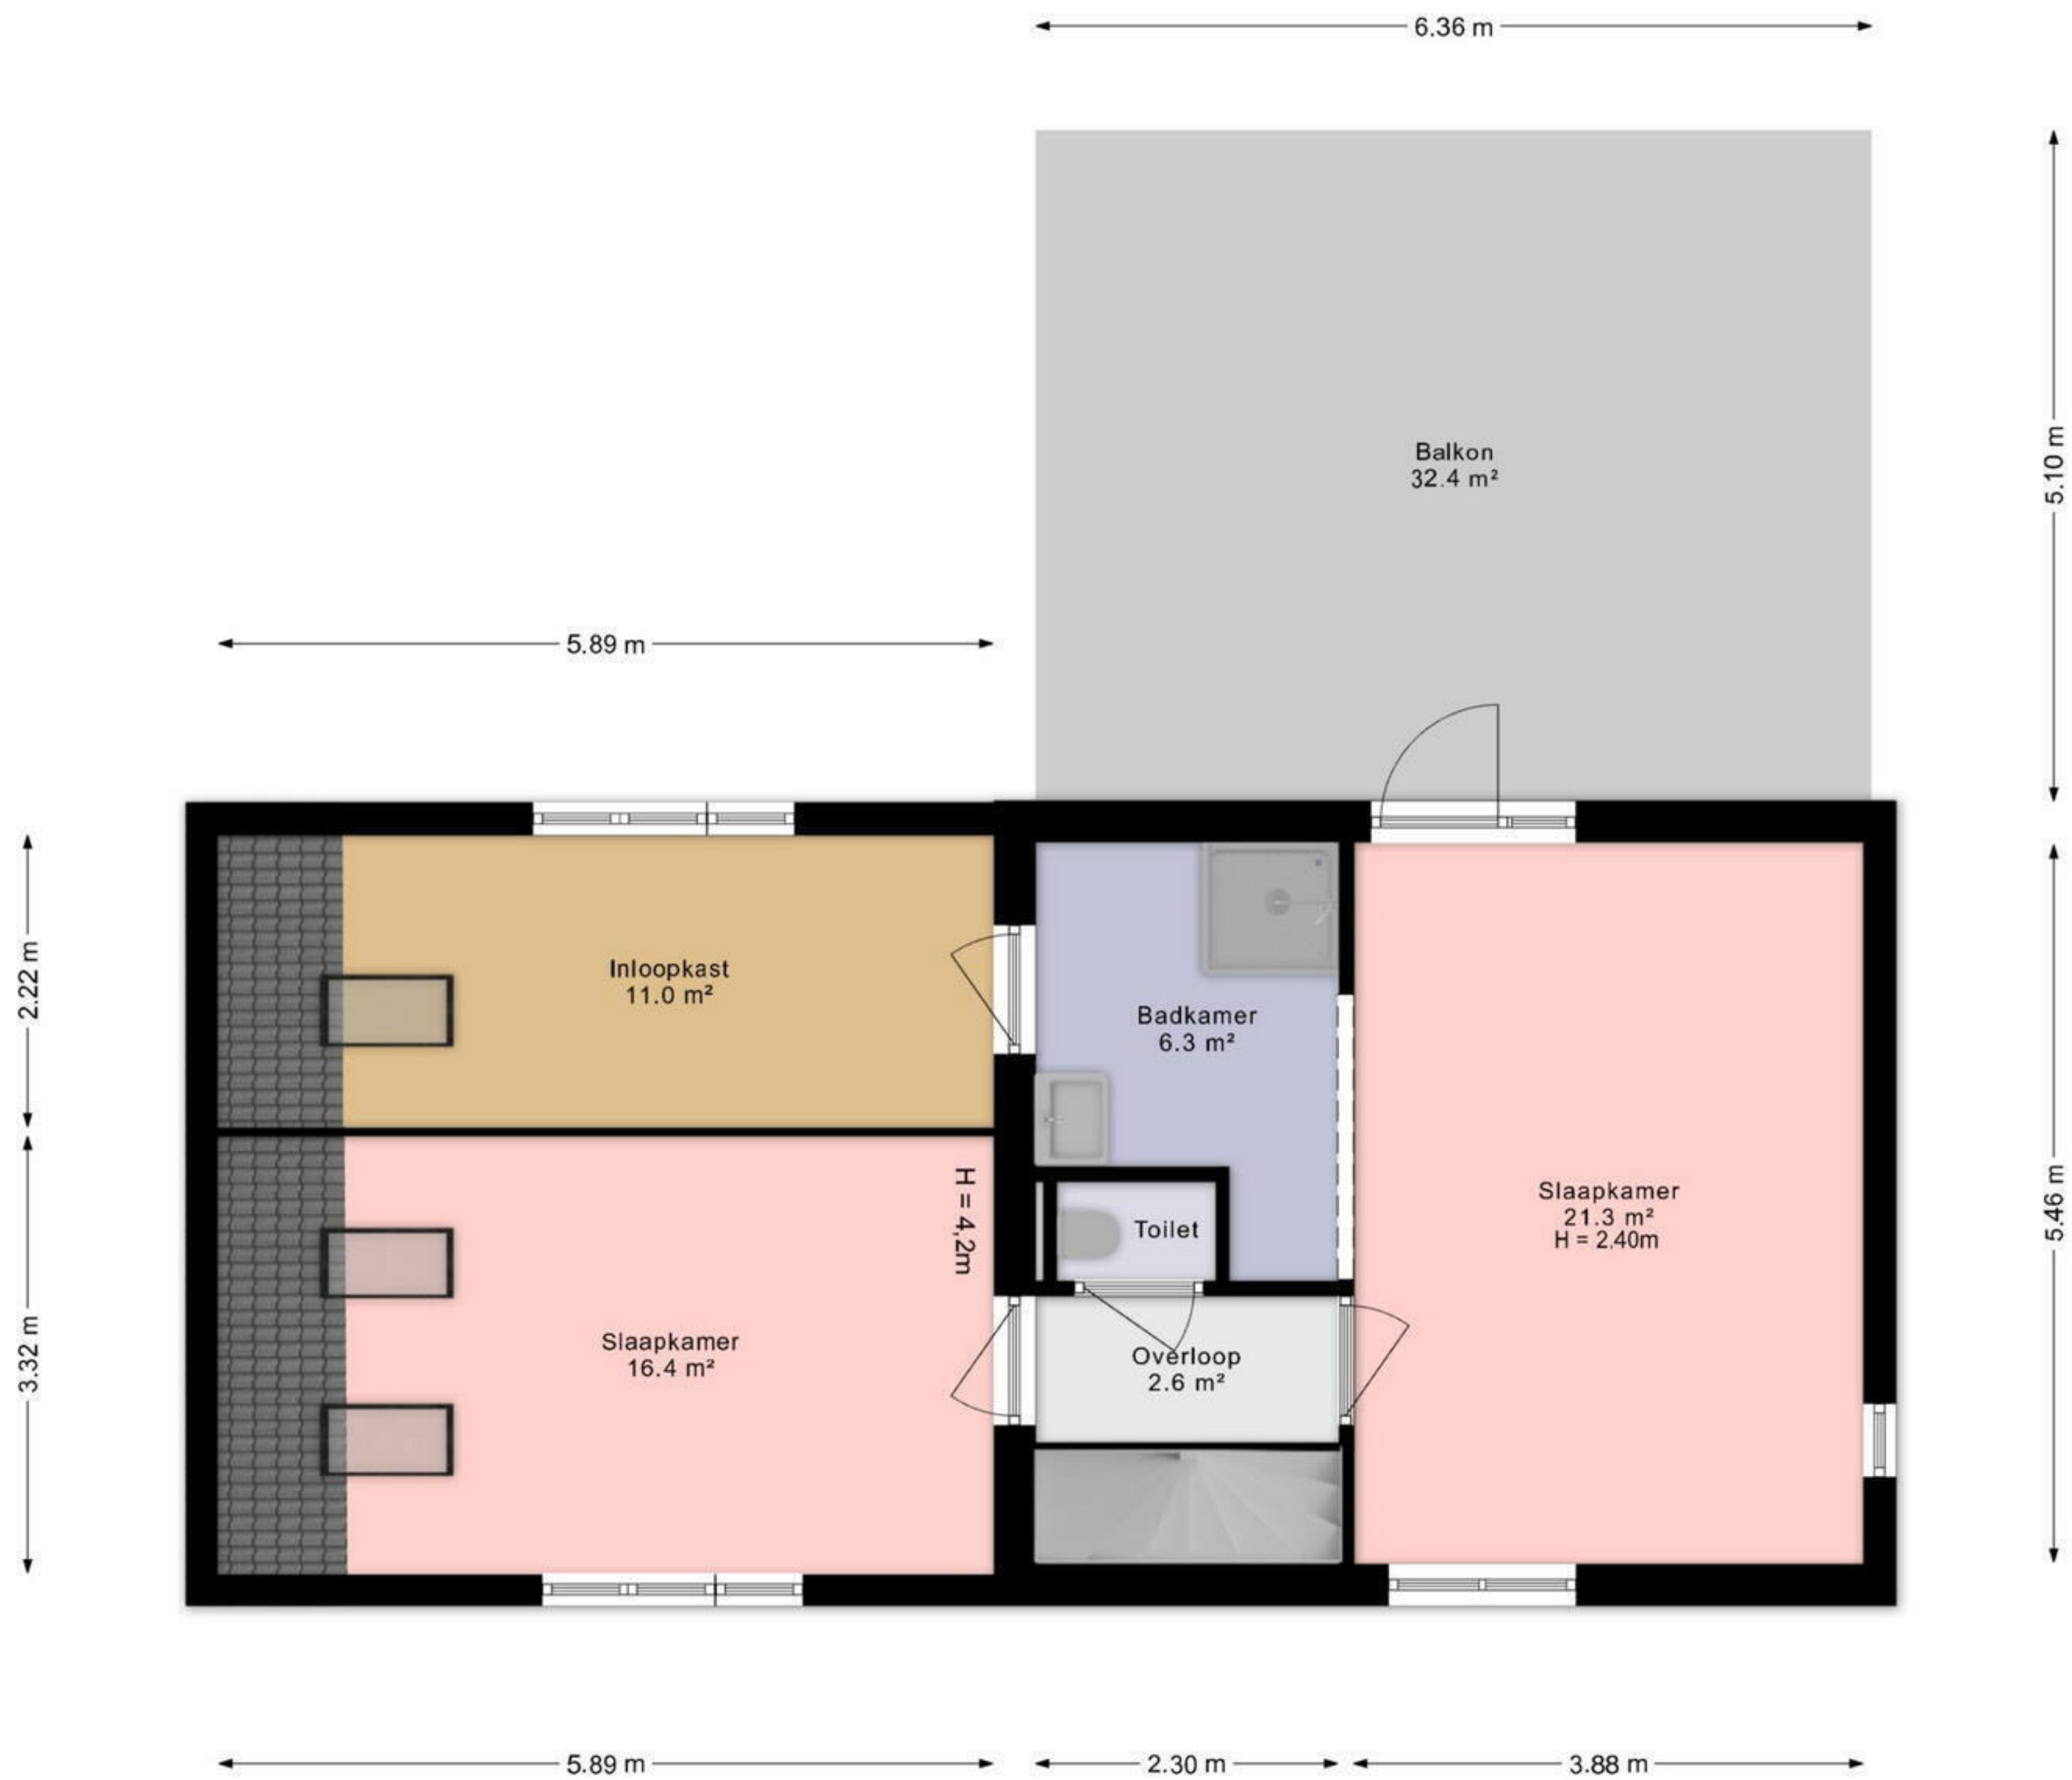 6.36 m
Balkon
32.4 m²
5.10 m
5.89 m
Inloopkast
11.0 m²
2.22 m
Badkamer
6.3 m²
H = 4,2m
Toilet
Slaapkamer
21.3 m²
H = 2,40m
5.46 m
Slaapkamer
16.4 m²
3.32 m
Overloop
2.6 m²
5.89 m
2.30 m
3.88 m